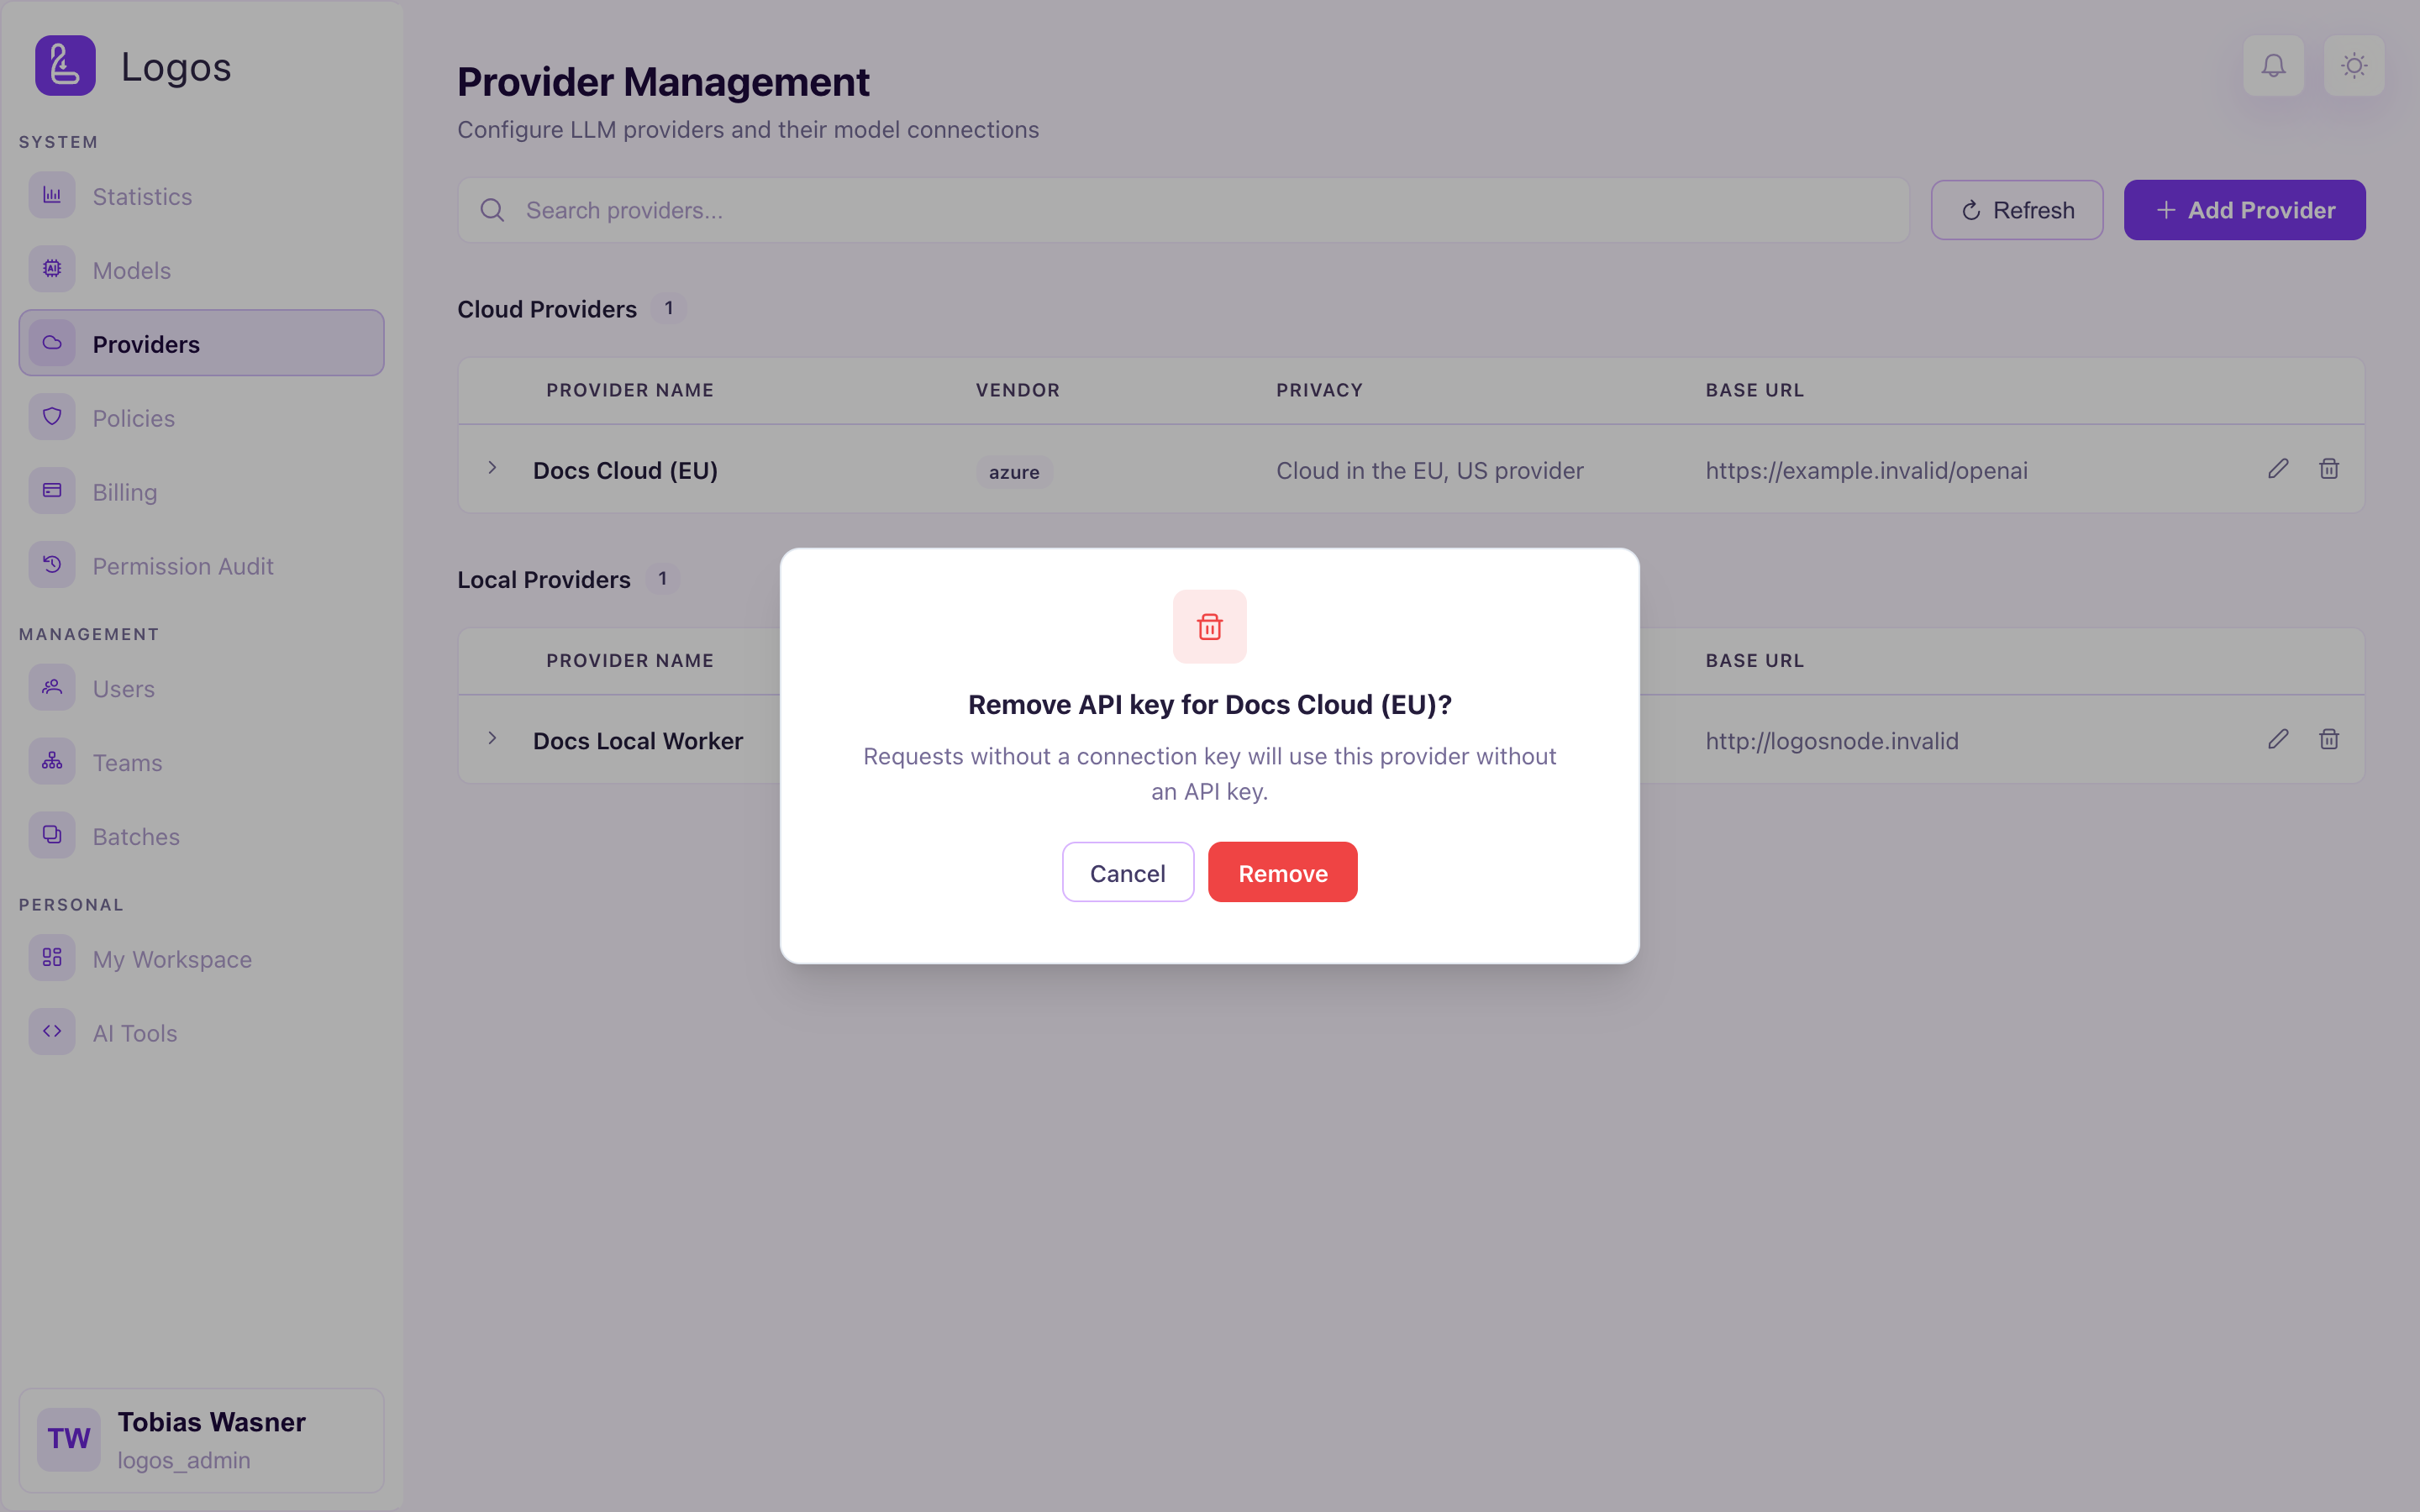 Logos
SYSTEM
Statistics
Models
Providers
Policies
Billing
Permission Audit
MANAGEMENT
Users
Teams
Batches
PERSONAL
My Workspace
AI Tools
TW
Tobias Wasner
logos_admin
Provider Management
Configure LLM providers and their model connections
Search providers...
Refresh
Add Provider
Cloud Providers 1
PROVIDER NAME VENDOR PRIVACY BASE URL
Docs Cloud (EU) azure Cloud in the EU, US provider https://example.invalid/openai
Local Providers 1
PROVIDER NAME BASE URL
Docs Local Worker http://logosnode.invalid
Remove API key for Docs Cloud (EU)?
Requests without a connection key will use this provider without
an API key.
Cancel
Remove